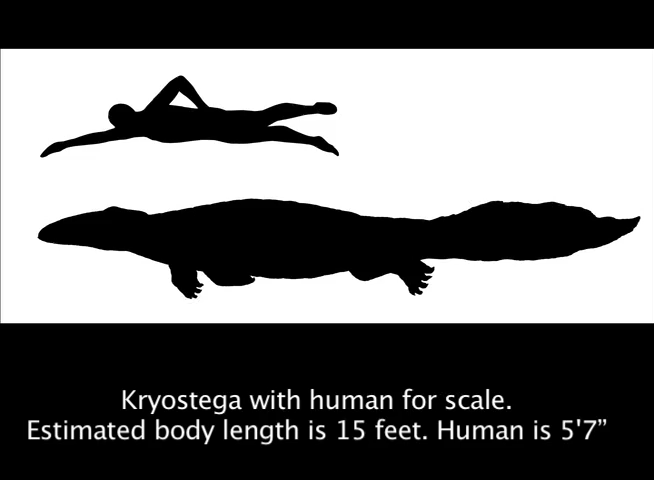 Kryostega with human for scale.
Estimated body length is 15 feet. Human is 5'7”